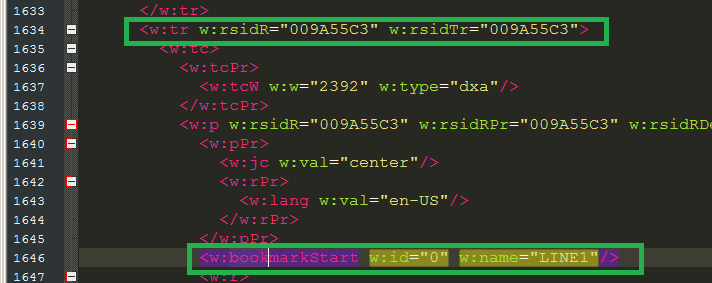 1633 </w:tr>
1634 <w:tr w:rsidR="009A55C3" w:rsidTr="009A55C3">
1635 <w:tc>
1636 <w:tcPr>
1637 <w:tcW w:w="2392" w:type="dxa"/>
1638 </w:tcPr>
1639 <w:p w:rsidR="009A55C3" w:rsidRPr="009A55C3" w:rsidRDe
1640 <w:pPr>
1641 <w:jc w:val="center"/>
1642 <w:rPr>
1643 <w:lang w:val="en-US"/>
1644 </w:rPr>
1645 </w:pPr>
1646 <w:bookmarkStart w:id="0" w:name="LINE1"/>
1647 <w:r>